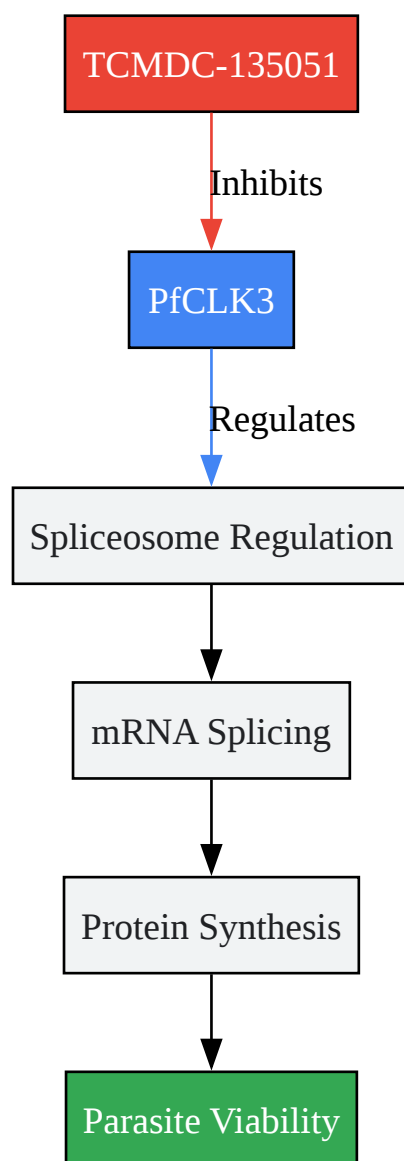 TCMDC-135051
Inhibits
PfCLK3
Regulates
Spliceosome Regulation
mRNA Splicing
Protein Synthesis
Parasite Viability